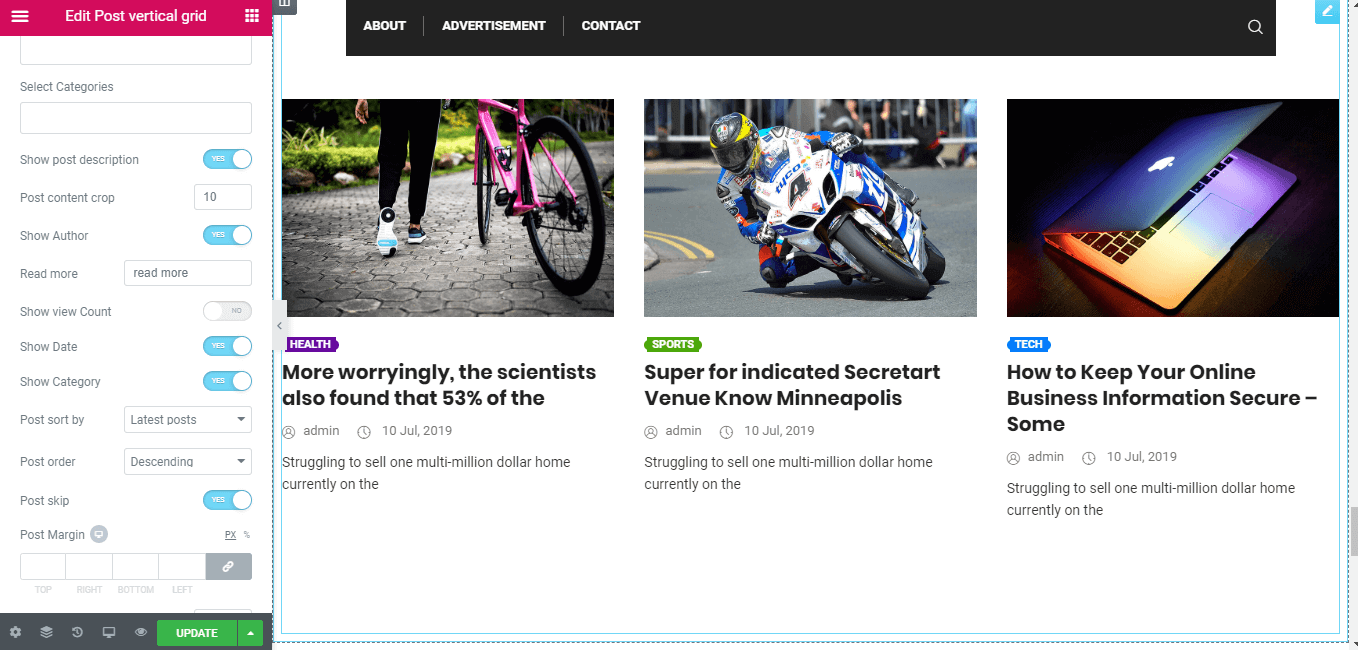 Edit Post vertical grid
Select Categories
Show post description YES
Post content crop 10
Show Author YES
Read more read more
Show view Count NO
Show Date YES
Show Category YES
Post sort by Latest posts
Post order Descending
Post skip YES
Post Margin PX %
TOP RIGHT BOTTOM LEFT
UPDATE
ABOUT ADVERTISEMENT CONTACT
HEALTH
More worryingly, the scientists
also found that 53% of the
admin 10 Jul, 2019
Struggling to sell one multi-million dollar home
currently on the
SPORTS
Super for indicated Secretart
Venue Know Minneapolis
admin 10 Jul, 2019
Struggling to sell one multi-million dollar home
currently on the
TECH
How to Keep Your Online
Business Information Secure –
Some
admin 10 Jul, 2019
Struggling to sell one multi-million dollar home
currently on the